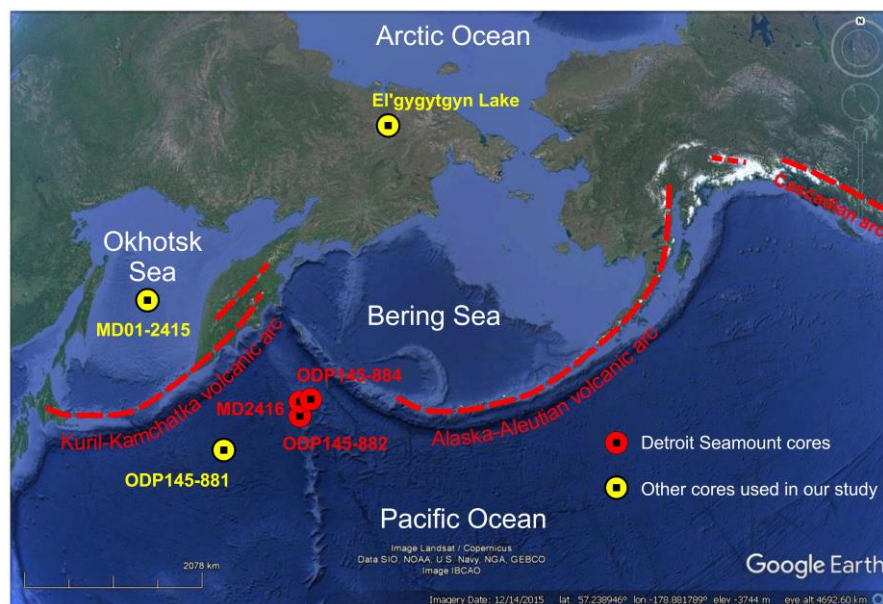 Arctic Ocean
N
El'gygytgyn Lake
Cascadian arc
Okhotsk
Sea
MD01-2415
Bering Sea
Kuril-Kamchatka volcanic arc
Alaska-Aleutian volcanic arc
ODP145-884
MD2416
ODP145-882
ODP145-881
Detroit Seamount cores
Other cores used in our study
Pacific Ocean
2078 km
Image Landsat / Copernicus
Data SIO, NOAA, U.S. Navy, NGA, GEBCO
Image IBCAO
Google Earth
Imagery Date: 12/14/2015 lat 57.238946° lon -178.881789° elev -3744 m eye alt 4692.60 km